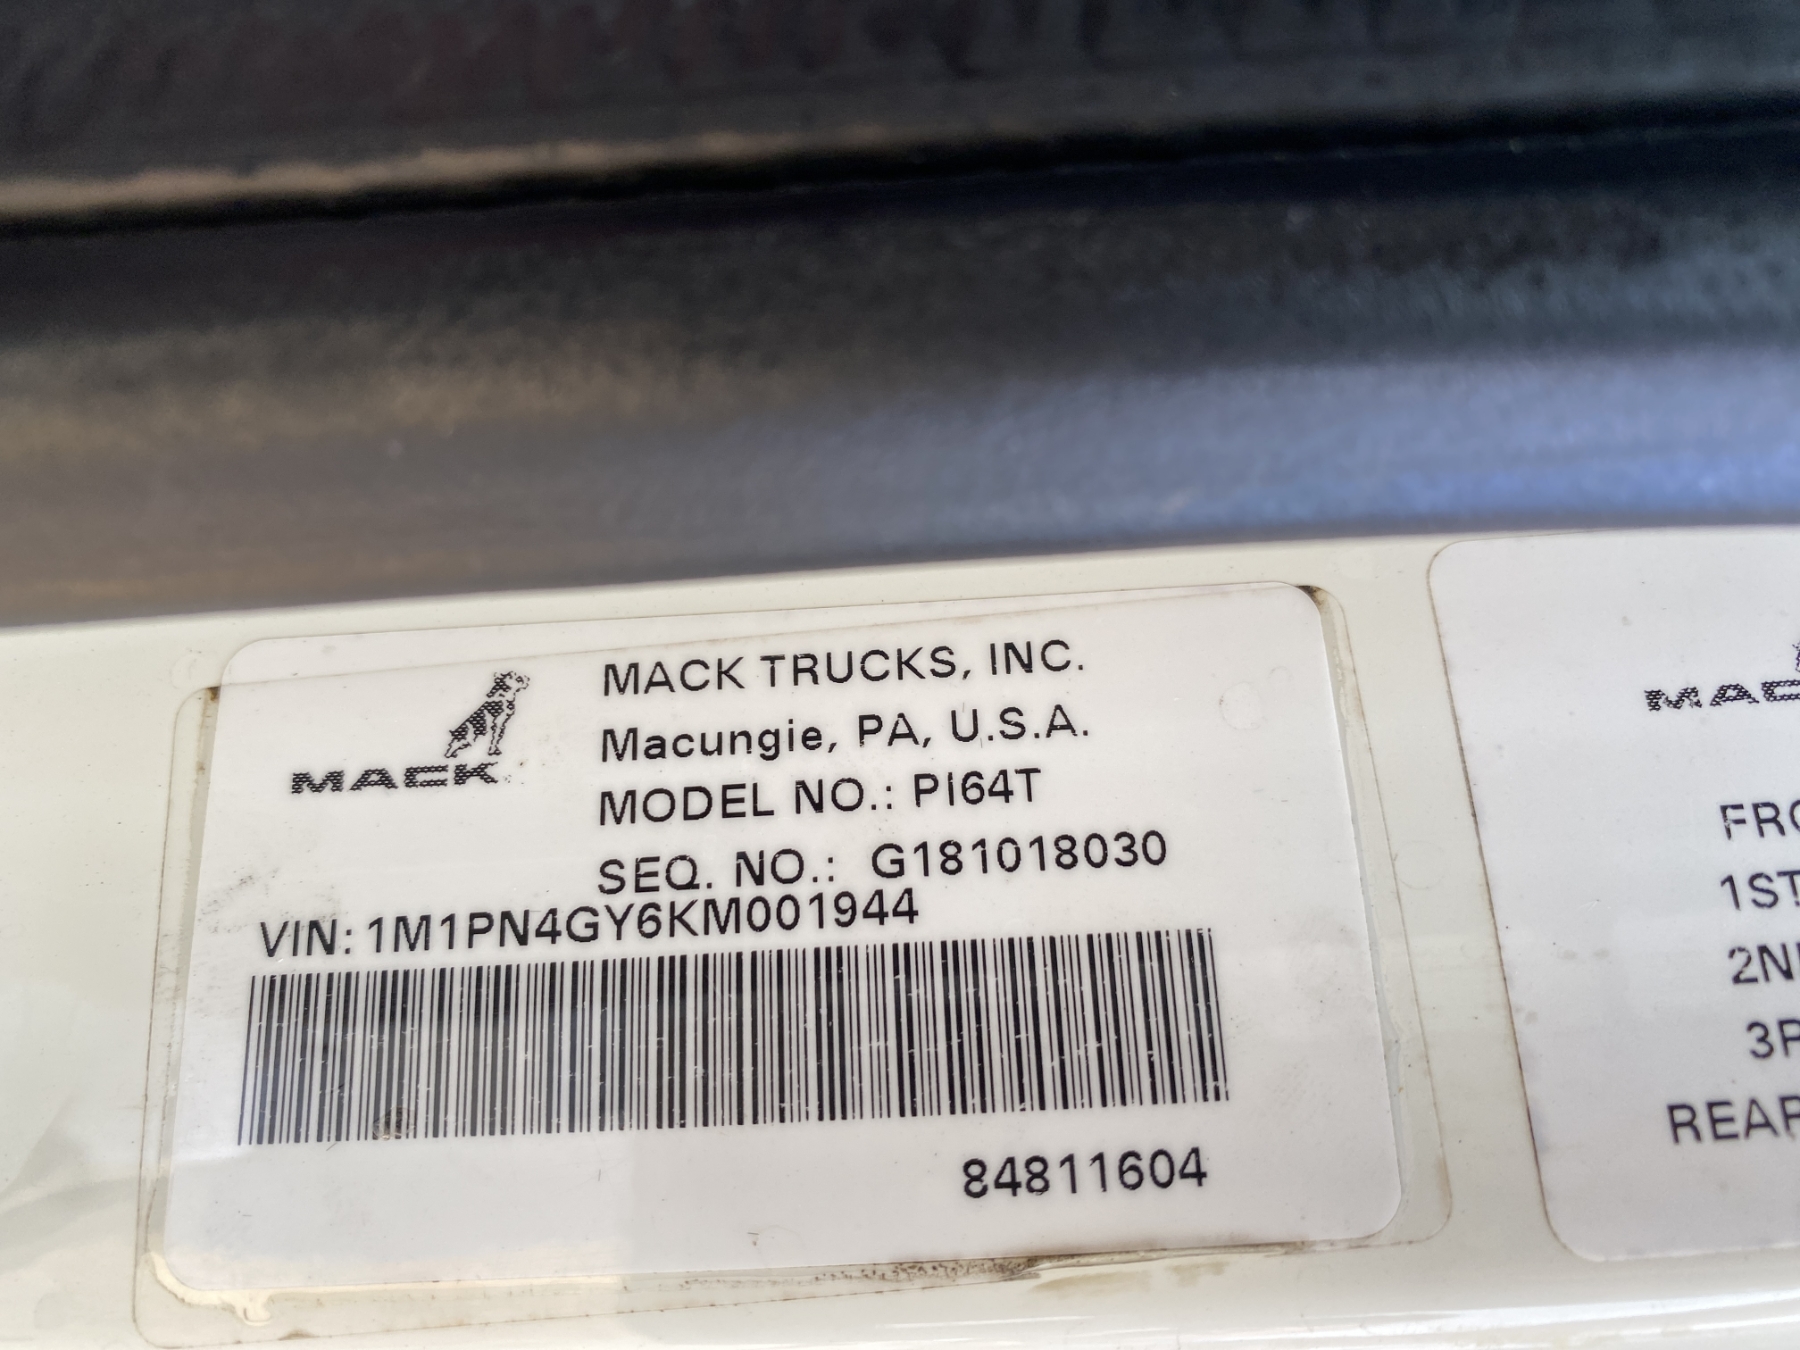 MACK
MACK TRUCKS, INC.
Macungie, PA, U.S.A.
MODEL NO.: PI64T
SEQ. NO.: G181018030
VIN: 1M1PN4GY6KM001944
84811604
MAC
FRO
1ST
2N
3R
REAR